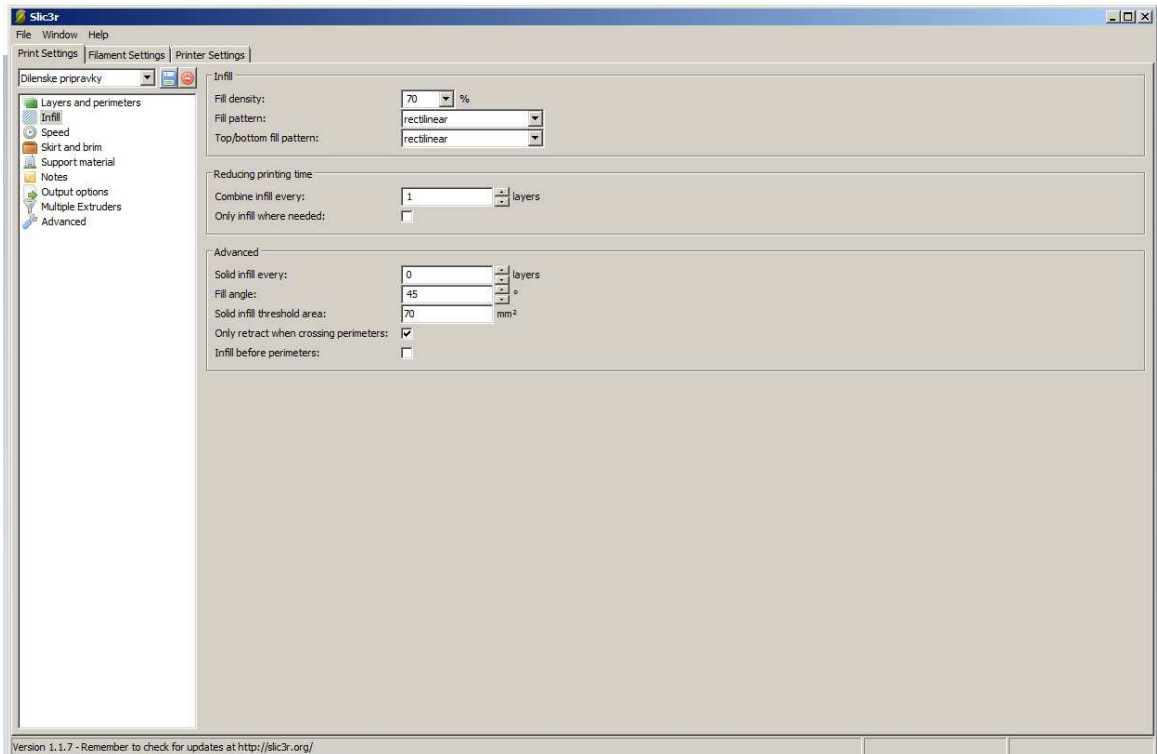 Slic3r
File Window Help
Print Settings Filament Settings Printer Settings
Dilenske pripravky
Layers and perimeters
Infill
Speed
Skirt and brim
Support material
Notes
Output options
Multiple Extruders
Advanced
Infill
Fill density: 70 %
Fill pattern: rectilinear
Top/bottom fill pattern: rectilinear
Reducing printing time
Combine infill every: 1 layers
Only infill where needed:
Advanced
Solid infill every: 0 layers
Fill angle: 45 °
Solid infill threshold area: 70 mm²
Only retract when crossing perimeters:
Infill before perimeters:
Version 1.1.7 - Remember to check for updates at http://slic3r.org/